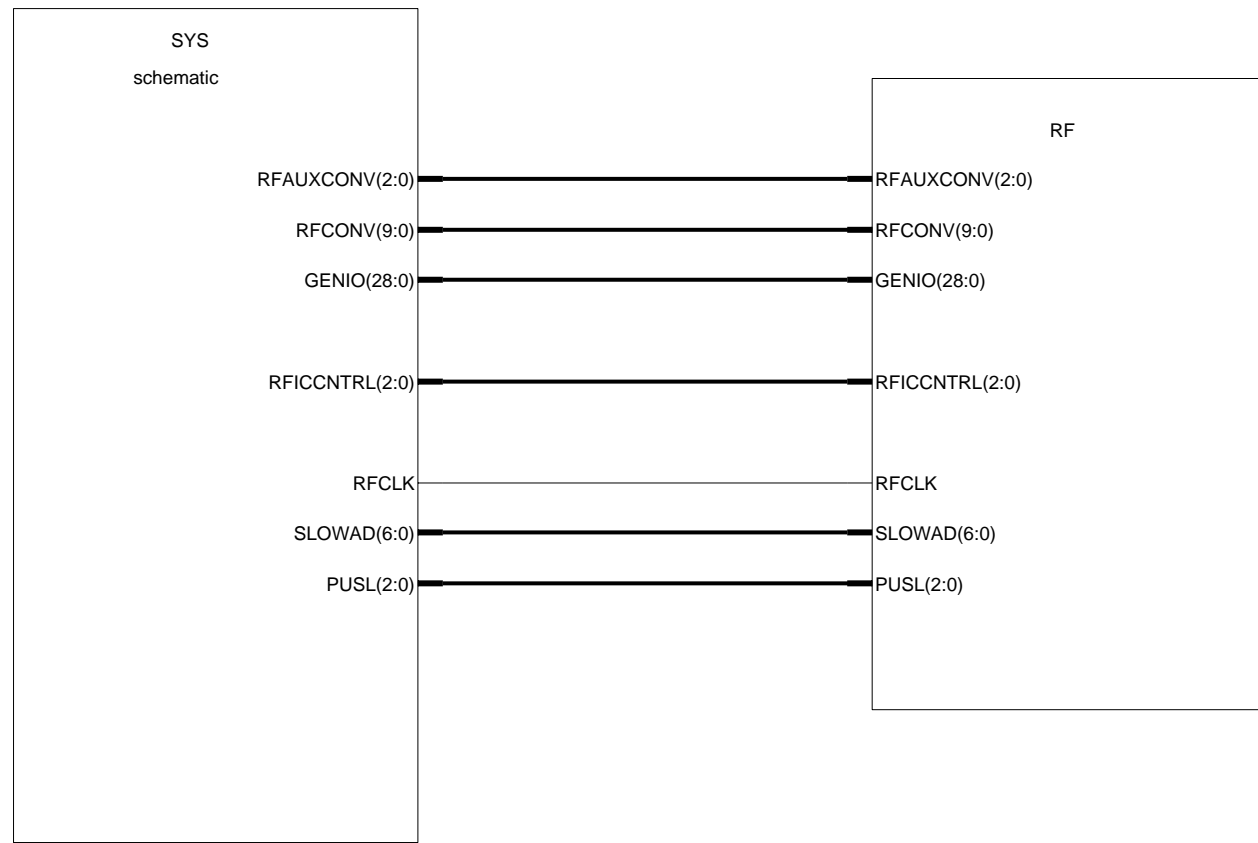 SYS
schematic
RF
RFAUXCONV(2:0) RFAUXCONV(2:0)
RFCONV(9:0) RFCONV(9:0)
GENIO(28:0) GENIO(28:0)
RFICCNTRL(2:0) RFICCNTRL(2:0)
RFCLK RFCLK
SLOWAD(6:0) SLOWAD(6:0)
PUSL(2:0) PUSL(2:0)